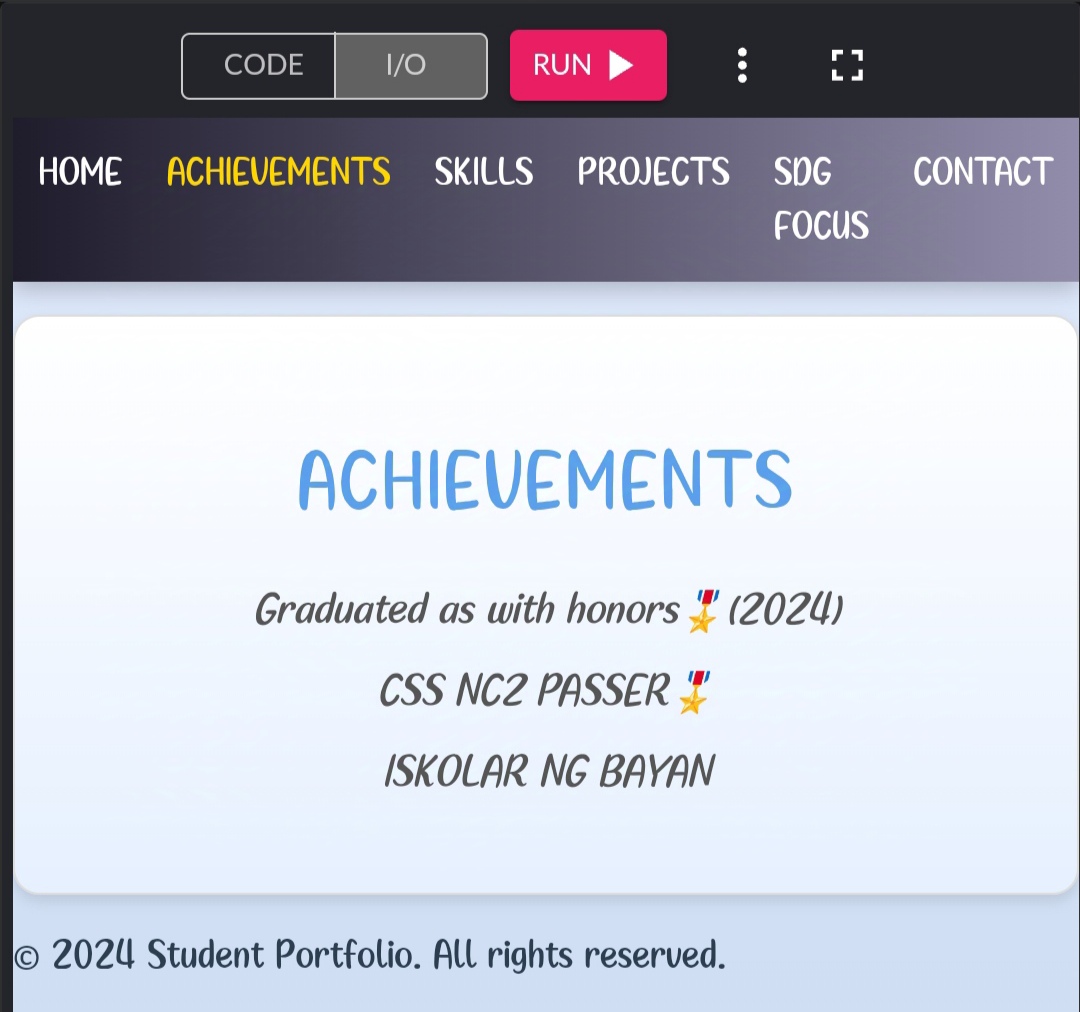 CODE I/O RUN
HOME ACHIEVEMENTS SKILLS PROJECTS SDG FOCUS CONTACT
ACHIEVEMENTS
Graduated as with honors🎖️(2024)
CSS NC2 PASSER🎖️
ISKOLAR NG BAYAN
© 2024 Student Portfolio. All rights reserved.